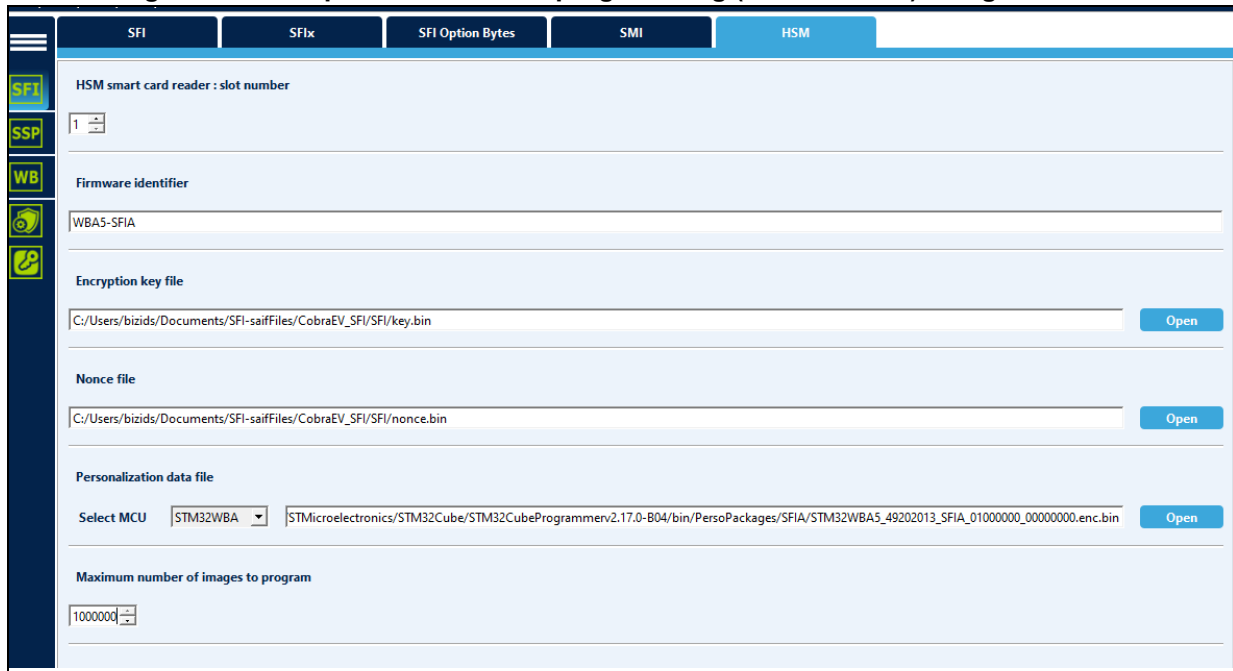 SFI SFIx SFI Option Bytes SMI HSM
SFI
SSP
WB
HSM smart card reader : slot number
1
Firmware identifier
WBA5-SFIA
Encryption key file
C:/Users/bizids/Documents/SFI-saifFiles/CobraEV_SFI/SFI/key.bin Open
Nonce file
C:/Users/bizids/Documents/SFI-saifFiles/CobraEV_SFI/SFI/nonce.bin Open
Personalization data file
Select MCU STM32WBA /STMicroelectronics/STM32Cube/STM32CubeProgrammerv2.17.0-B04/bin/PersoPackages/SFIA/STM32WBA5_49202013_SFIA_01000000_00000000.enc.bin Open
Maximum number of images to program
1000000